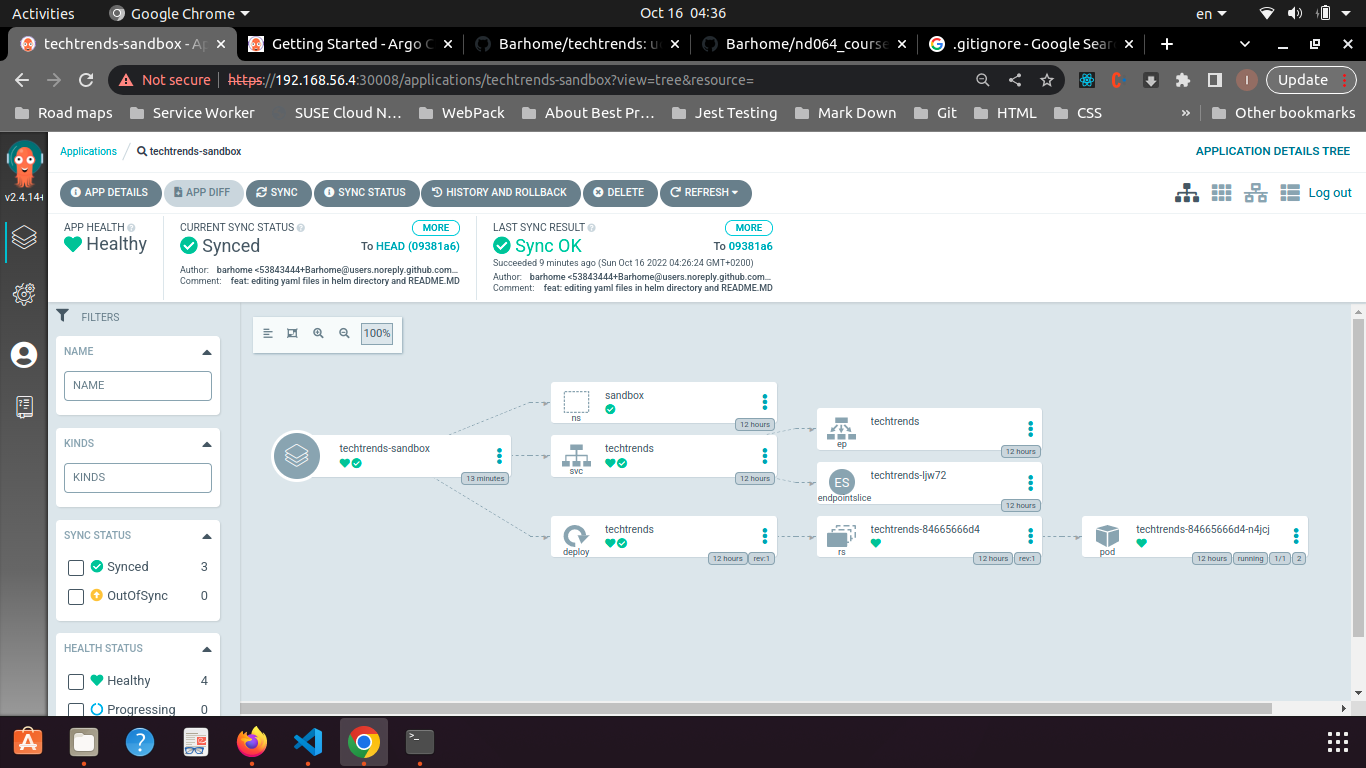 Activities
Google Chrome
Oct 16 04:36
en
techtrends-sandbox - Ap
Getting Started - Argo C
Barhome/techtrends: u
Barhome/nd064_course
.gitignore - Google Sear
Not secure
https://192.168.56.4:30008/applications/techtrends-sandbox?view=tree&resource=
I
Update
Road maps
Service Worker
SUSE Cloud N...
WebPack
About Best Pr...
Jest Testing
Mark Down
Git
HTML
CSS
»
Other bookmarks
v2.4.14+
Applications
techtrends-sandbox
APPLICATION DETAILS TREE
APP DETAILS
APP DIFF
SYNC
SYNC STATUS
HISTORY AND ROLLBACK
DELETE
REFRESH
Log out
APP HEALTH
Healthy
CURRENT SYNC STATUS
MORE
Synced
To HEAD (09381a6)
Author: barhome <53843444+Barhome@users.noreply.github.com...
Comment: feat: editing yaml files in helm directory and README.MD
LAST SYNC RESULT
MORE
Sync OK
To 09381a6
Succeeded 9 minutes ago (Sun Oct 16 2022 04:26:24 GMT+0200)
Author: barhome <53843444+Barhome@users.noreply.github.com...
Comment: feat: editing yaml files in helm directory and README.MD
FILTERS
NAME
NAME
KINDS
KINDS
SYNC STATUS
Synced 3
OutOfSync 0
HEALTH STATUS
Healthy 4
Progressing 0
100%
techtrends-sandbox
13 minutes
sandbox
ns
12 hours
techtrends
svc
12 hours
techtrends
deploy
12 hours
rev:1
techtrends
ep
12 hours
ES
techtrends-ljw72
endpointslice
12 hours
techtrends-84665666d4
rs
12 hours
rev:1
techtrends-84665666d4-n4jcj
pod
12 hours
running
1/1
2